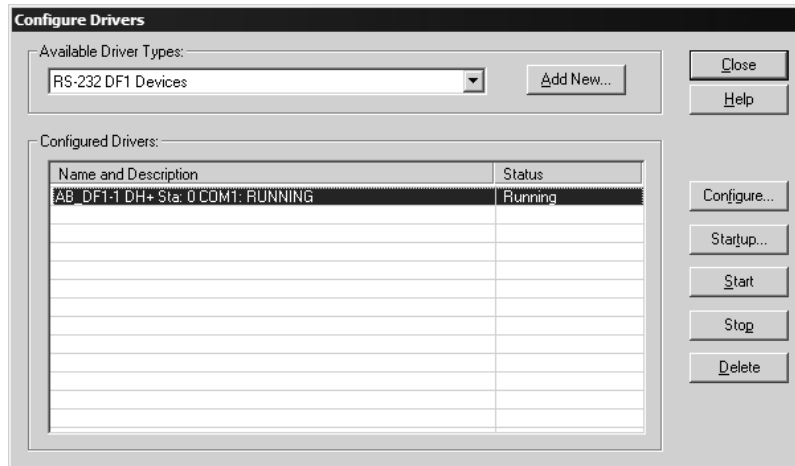 Configure Drivers
Available Driver Types:
RS-232 DF1 Devices
Add New...
Close
Help
Configured Drivers:
Name and Description
Status
AB_DF1-1 DH+ Sta: 0 COM1: RUNNING
Running
Configure...
Startup...
Start
Stop
Delete